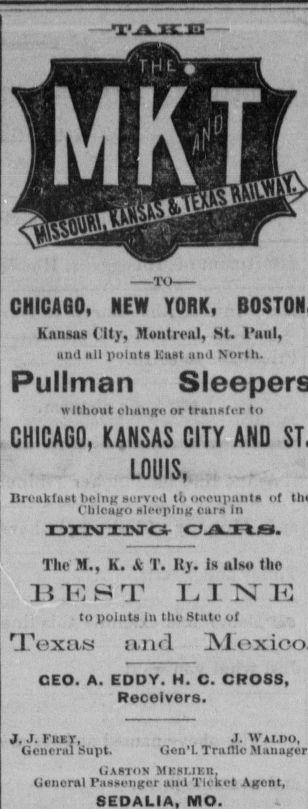 TAKE
THE
MK AND T
MISSOURI, KANSAS & TEXAS RAILWAY.
TO
CHICAGO, NEW YORK, BOSTON,
Kansas City, Montreal, St. Paul,
and all points East and North.
Pullman Sleepers
without change or transfer to
CHICAGO, KANSAS CITY AND ST.
LOUIS,
Breakfast being served to occupants of the
Chicago sleeping cars in
DINING CARS.
The M., K. & T. Ry. is also the
BEST LINE
to points in the State of
Texas and Mexico.
GEO. A. EDDY. H. C. CROSS,
Receivers.
J. J. FREY, J. WALDO,
General Supt. Gen'l. Traffic Manager
GASTON MESLIER,
General Passenger and Ticket Agent,
SEDALIA, MO.